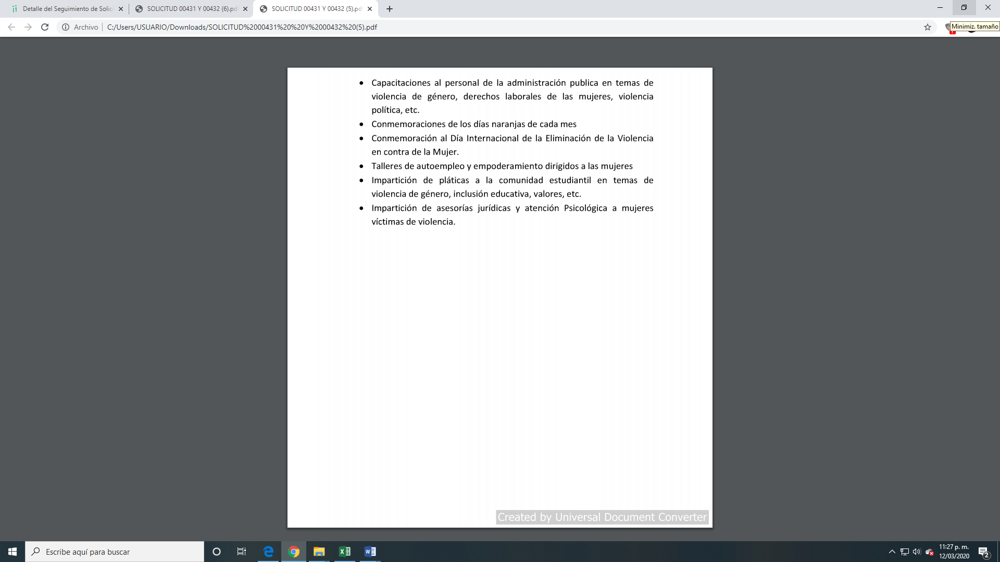 Detalle del Seguimiento de Solici
SOLICITUD 00431 Y 00432 (6).pd
SOLICITUD 00431 Y 00432 (5).pd
Archivo
C:/Users/USUARIO/Downloads/SOLICITUD%2000431%20%20Y%2000432%20(5).pdf
Minimiz. tamaño
• Capacitaciones al personal de la administración publica en temas de
violencia de género, derechos laborales de las mujeres, violencia
política, etc.
• Conmemoraciones de los días naranjas de cada mes
• Conmemoración al Día Internacional de la Eliminación de la Violencia
en contra de la Mujer.
• Talleres de autoempleo y empoderamiento dirigidos a las mujeres
• Impartición de pláticas a la comunidad estudiantil en temas de
violencia de género, inclusión educativa, valores, etc.
• Impartición de asesorías jurídicas y atención Psicológica a mujeres
víctimas de violencia.
Created by Universal Document Converter
Escribe aquí para buscar
11:27 p. m.
12/03/2020
2